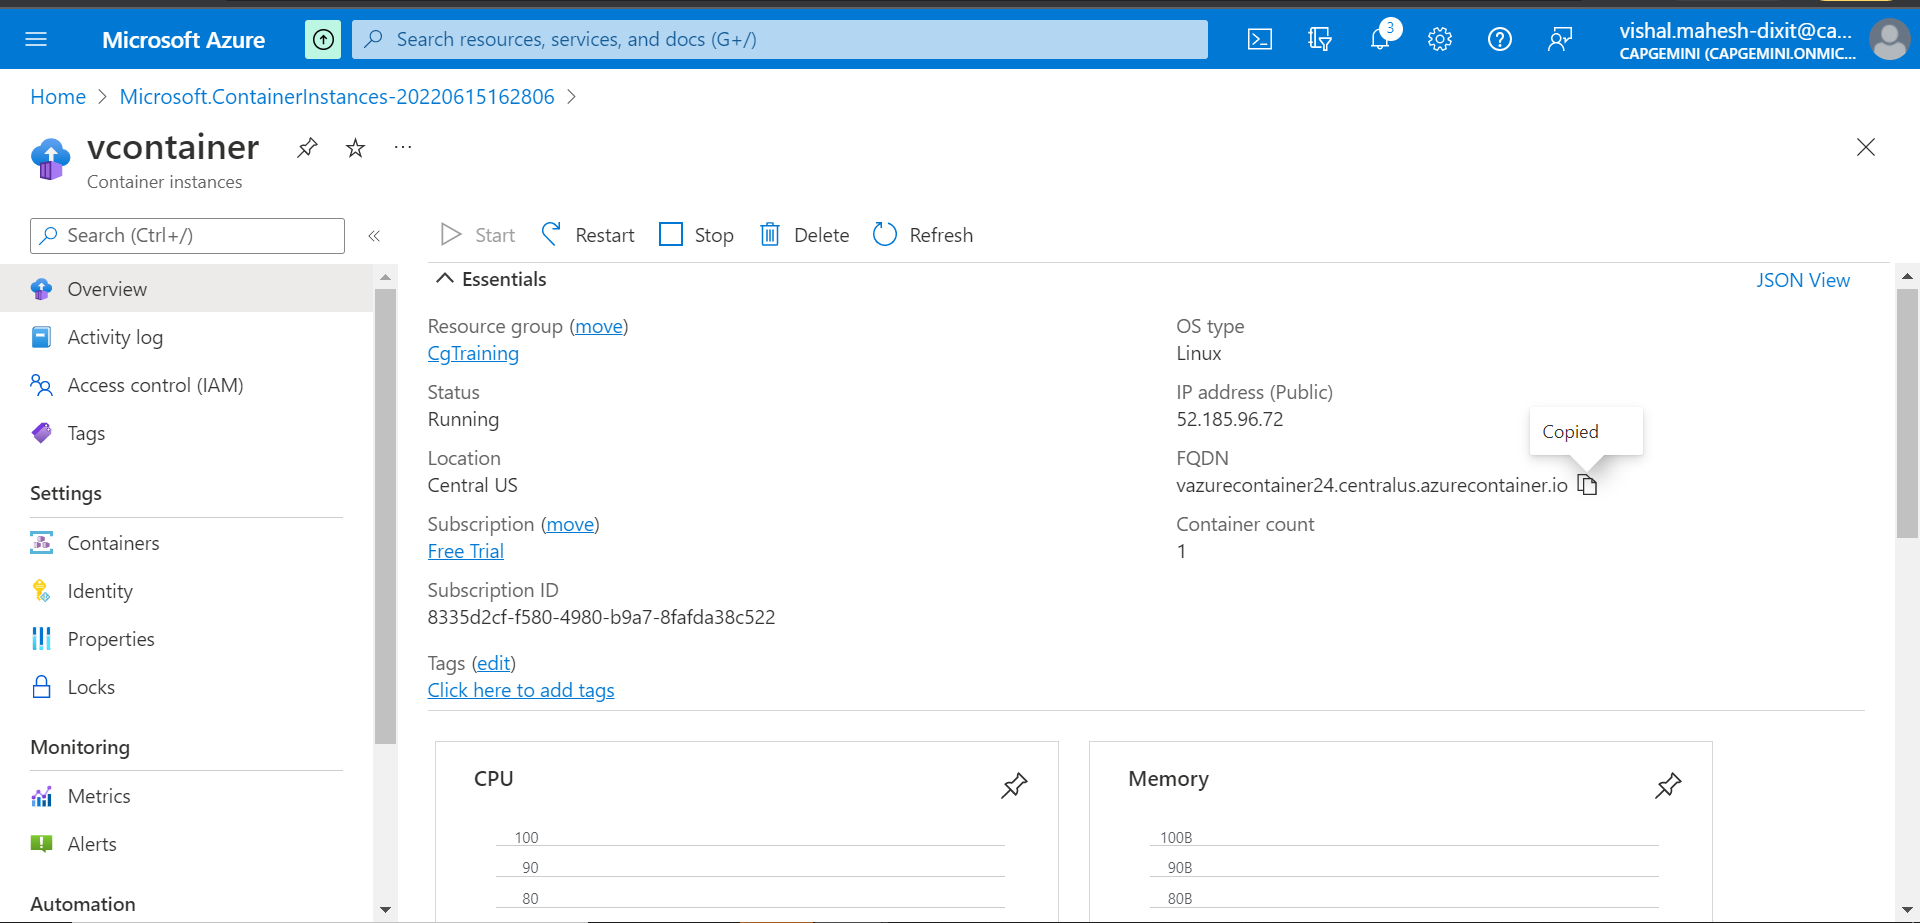 Microsoft Azure
Search resources, services, and docs (G+/)
3
vishal.mahesh-dixit@ca...
CAPGEMINI (CAPGEMINI.ONMIC...
Home > Microsoft.ContainerInstances-20220615162806 >
vcontainer
...
Container instances
Search (Ctrl+/)
«
Start
Restart
Stop
Delete
Refresh
Overview
Activity log
Access control (IAM)
Tags
Settings
Containers
Identity
Properties
Locks
Monitoring
Metrics
Alerts
Automation
Essentials
JSON View
Resource group (move)
CgTraining
Status
Running
Location
Central US
Subscription (move)
Free Trial
Subscription ID
8335d2cf-f580-4980-b9a7-8fafda38c522
Tags (edit)
Click here to add tags
OS type
Linux
IP address (Public)
52.185.96.72
Copied
FQDN
vazurecontainer24.centralus.azurecontainer.io
Container count
1
CPU
100
90
80
Memory
100B
90B
80B